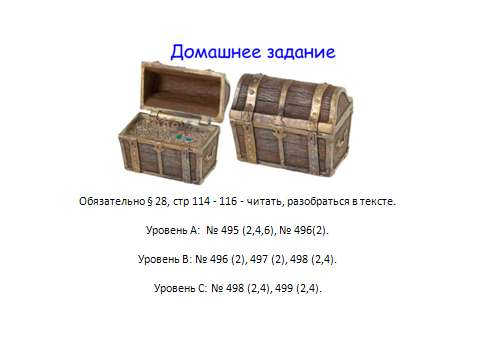 Домашнее задание
Обязательно § 28, стр 114 - 116 - читать, разобраться в тексте.
Уровень А: № 495 (2,4,6), № 496(2).
Уровень В: № 496 (2), 497 (2), 498 (2,4).
Уровень С: № 498 (2,4), 499 (2,4).